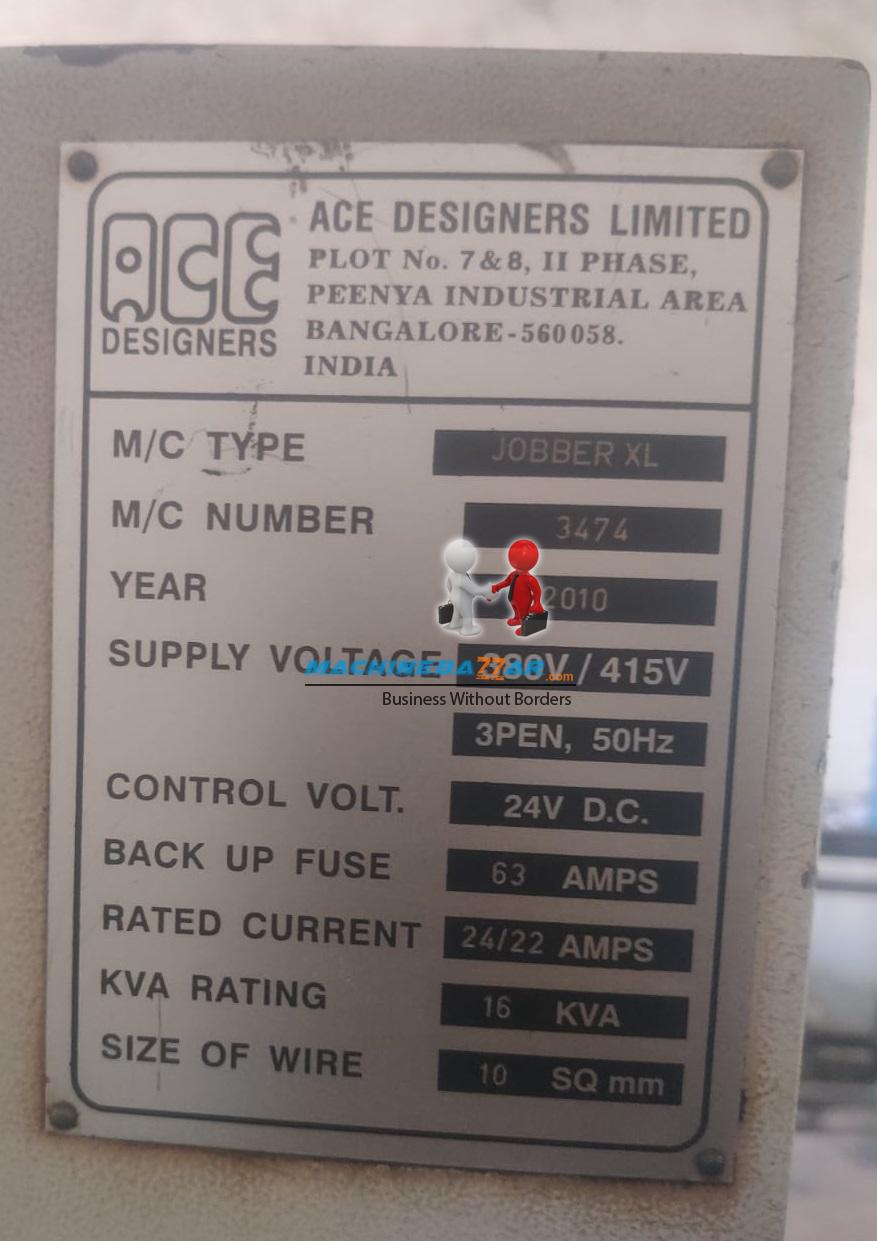 ACE
DESIGNERS
ACE DESIGNERS LIMITED
PLOT No. 7&8, II PHASE,
PEENYA INDUSTRIAL AREA
BANGALORE-560058.
INDIA
M/C TYPE JOBBER XL
M/C NUMBER 3474
YEAR 2010
SUPPLY VOLTAGE 380V / 415V
MACHINEBAZZAR.com
Business Without Borders
3PEN, 50Hz
CONTROL VOLT. 24V D.C.
BACK UP FUSE 63 AMPS
RATED CURRENT 24/22 AMPS
KVA RATING 16 KVA
SIZE OF WIRE 10 SQ mm